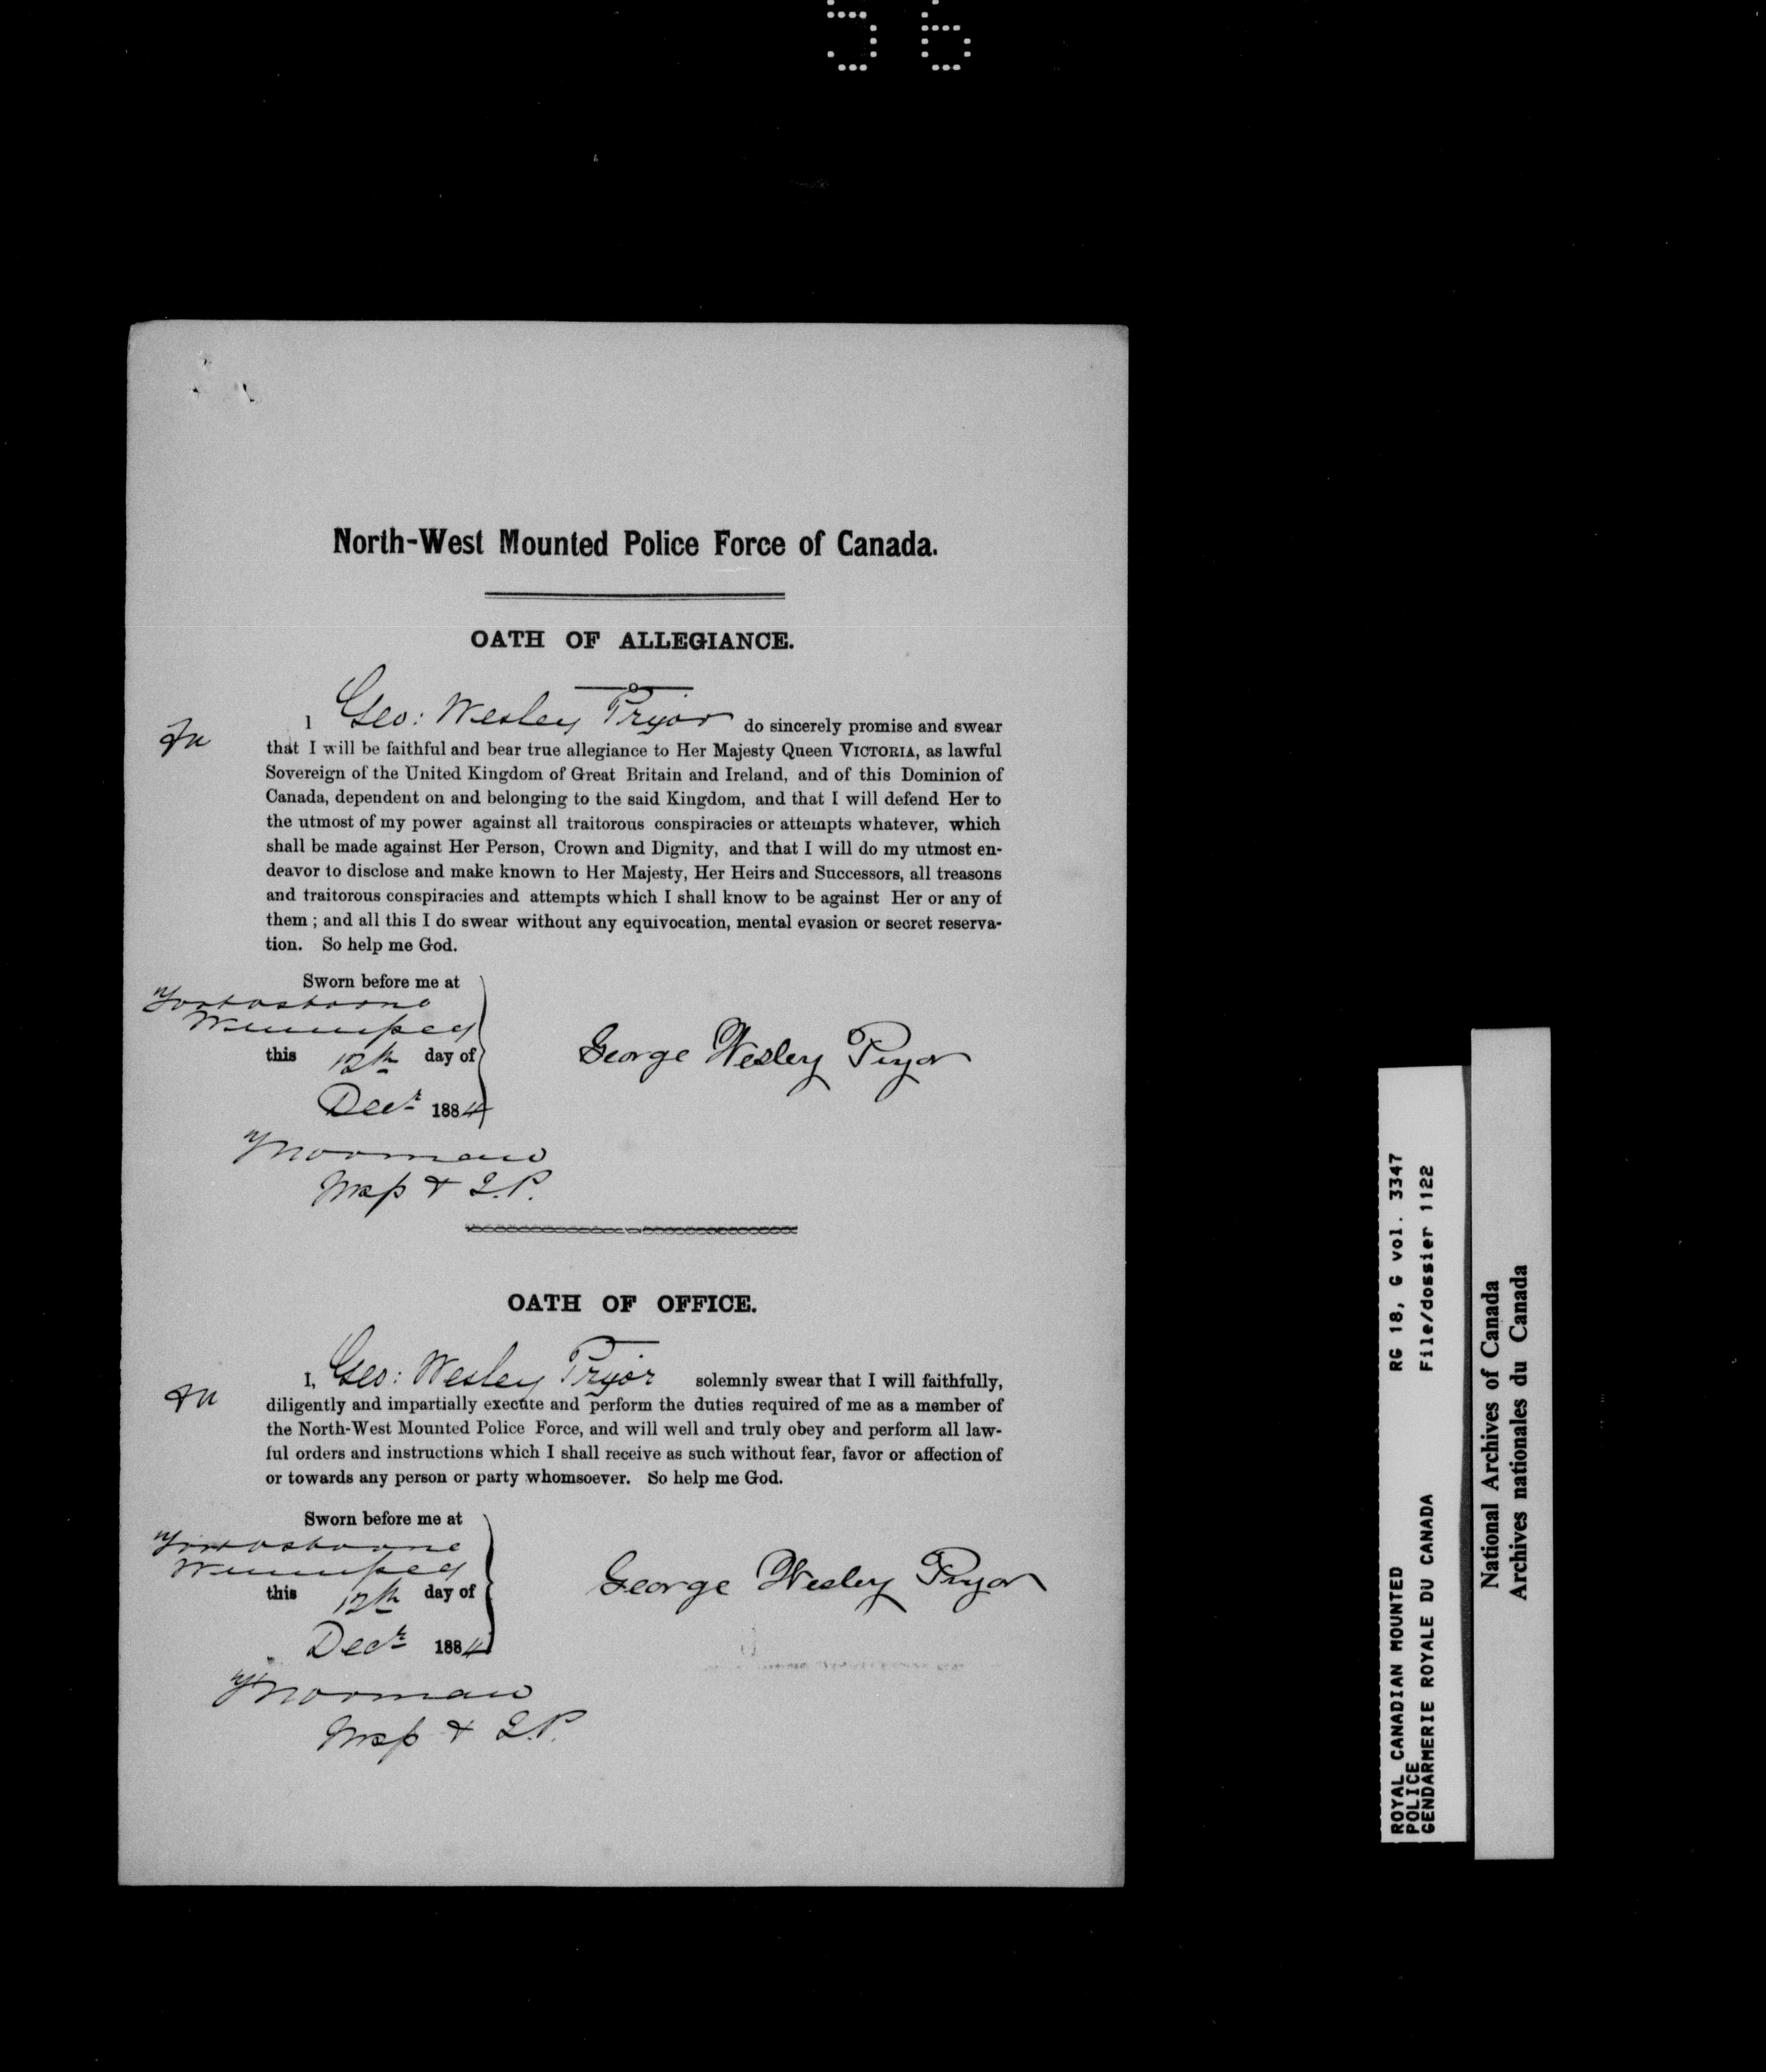 56
North-West Mounted Police Force of Canada.
OATH OF ALLEGIANCE.
I Geo: Wesley Pryor do sincerely promise and swear
that I will be faithful and bear true allegiance to Her Majesty Queen VICTORIA, as lawful
Sovereign of the United Kingdom of Great Britain and Ireland, and of this Dominion of
Canada, dependent on and belonging to the said Kingdom, and that I will defend Her to
the utmost of my power against all traitorous conspiracies or attempts whatever, which
shall be made against Her Person, Crown and Dignity, and that I will do my utmost en-
deavor to disclose and make known to Her Majesty, Her Heirs and Successors, all treasons
and traitorous conspiracies and attempts which I shall know to be against Her or any of
them ; and all this I do swear without any equivocation, mental evasion or secret reserva-
tion. So help me God.
Sworn before me at
Winnipeg
this 12th day of
Decr 1884
George Wesley Pryor
Insp & J.P.
OATH OF OFFICE.
I, Geo: Wesley Pryor solemnly swear that I will faithfully,
diligently and impartially execute and perform the duties required of me as a member of
the North-West Mounted Police Force, and will well and truly obey and perform all law-
ful orders and instructions which I shall receive as such without fear, favor or affection of
or towards any person or party whomsoever. So help me God.
Sworn before me at
Winnipeg
this 12th day of
Decr 1884
George Wesley Pryor
Insp & J.P.
ROYAL CANADIAN MOUNTED RG 18, G vol. 3347
POLICE
GENDARMERIE ROYALE DU CANADA File/dossier 1122
National Archives of Canada
Archives nationales du Canada